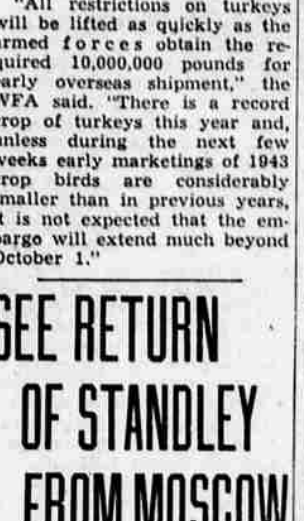 "All restrictions on turkeys
will be lifted as quickly as the
armed forces obtain the re-
quired 10,000,000 pounds for
early overseas shipment," the
WFA said. "There is a record
crop of turkeys this year and,
unless during the next few
weeks early marketings of 1943
crop birds are considerably
smaller than in previous years,
it is not expected that the em-
bargo will extend much beyond
October 1."
SEE RETURN
OF STANDLEY
FROM MOSCOW